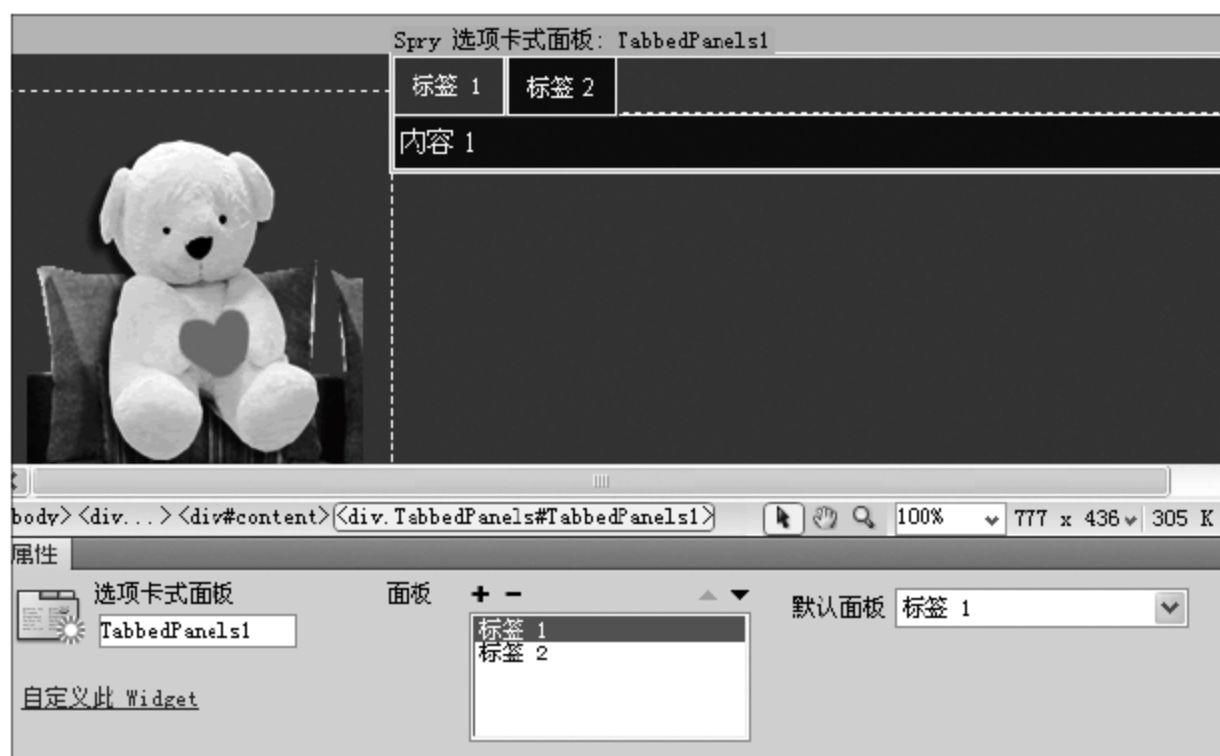 Spry 选项卡式面板: TabbedPanels1
标签 1
标签 2
内容 1
body> <div...> <div#content> <div.TabbedPanels#TabbedPanels1>
100%
777 x 436
305 K
属性
选项卡式面板
TabbedPanels1
自定义此 Widget
面板
标签 1
标签 2
默认面板
标签 1